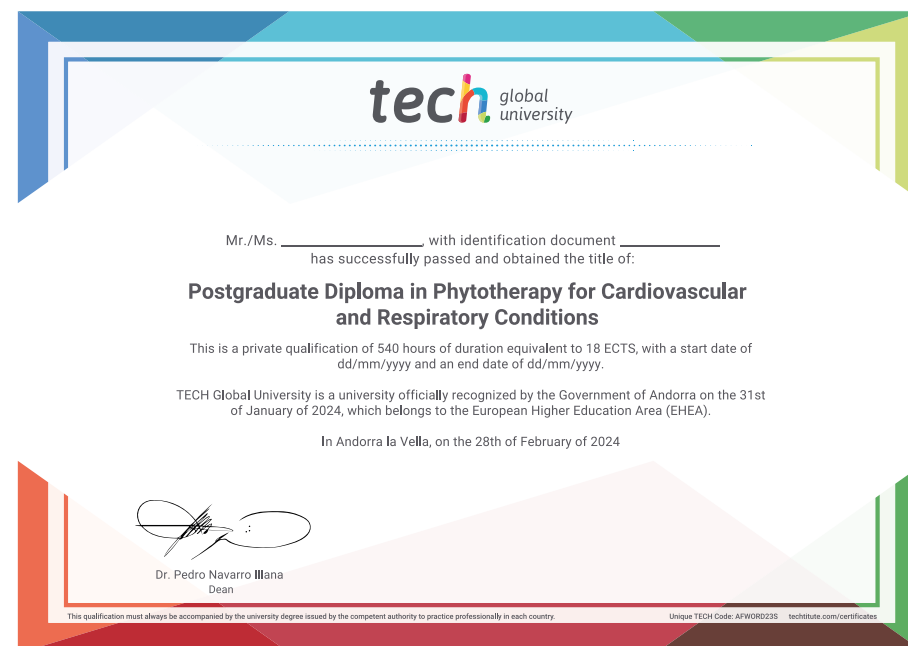 tech global university
Mr./Ms. ____________, with identification document ____________
has successfully passed and obtained the title of:
Postgraduate Diploma in Phytotherapy for Cardiovascular
and Respiratory Conditions
This is a private qualification of 540 hours of duration equivalent to 18 ECTS, with a start date of
dd/mm/yyyy and an end date of dd/mm/yyyy.
TECH Global University is a university officially recognized by the Government of Andorra on the 31st
of January of 2024, which belongs to the European Higher Education Area (EHEA).
In Andorra la Vella, on the 28th of February of 2024
Dr. Pedro Navarro Illana
Dean
This qualification must always be accompanied by the university degree issued by the competent authority to practice professionally in each country. Unique TECH Code: AFWORD23S techtitute.com/certificates